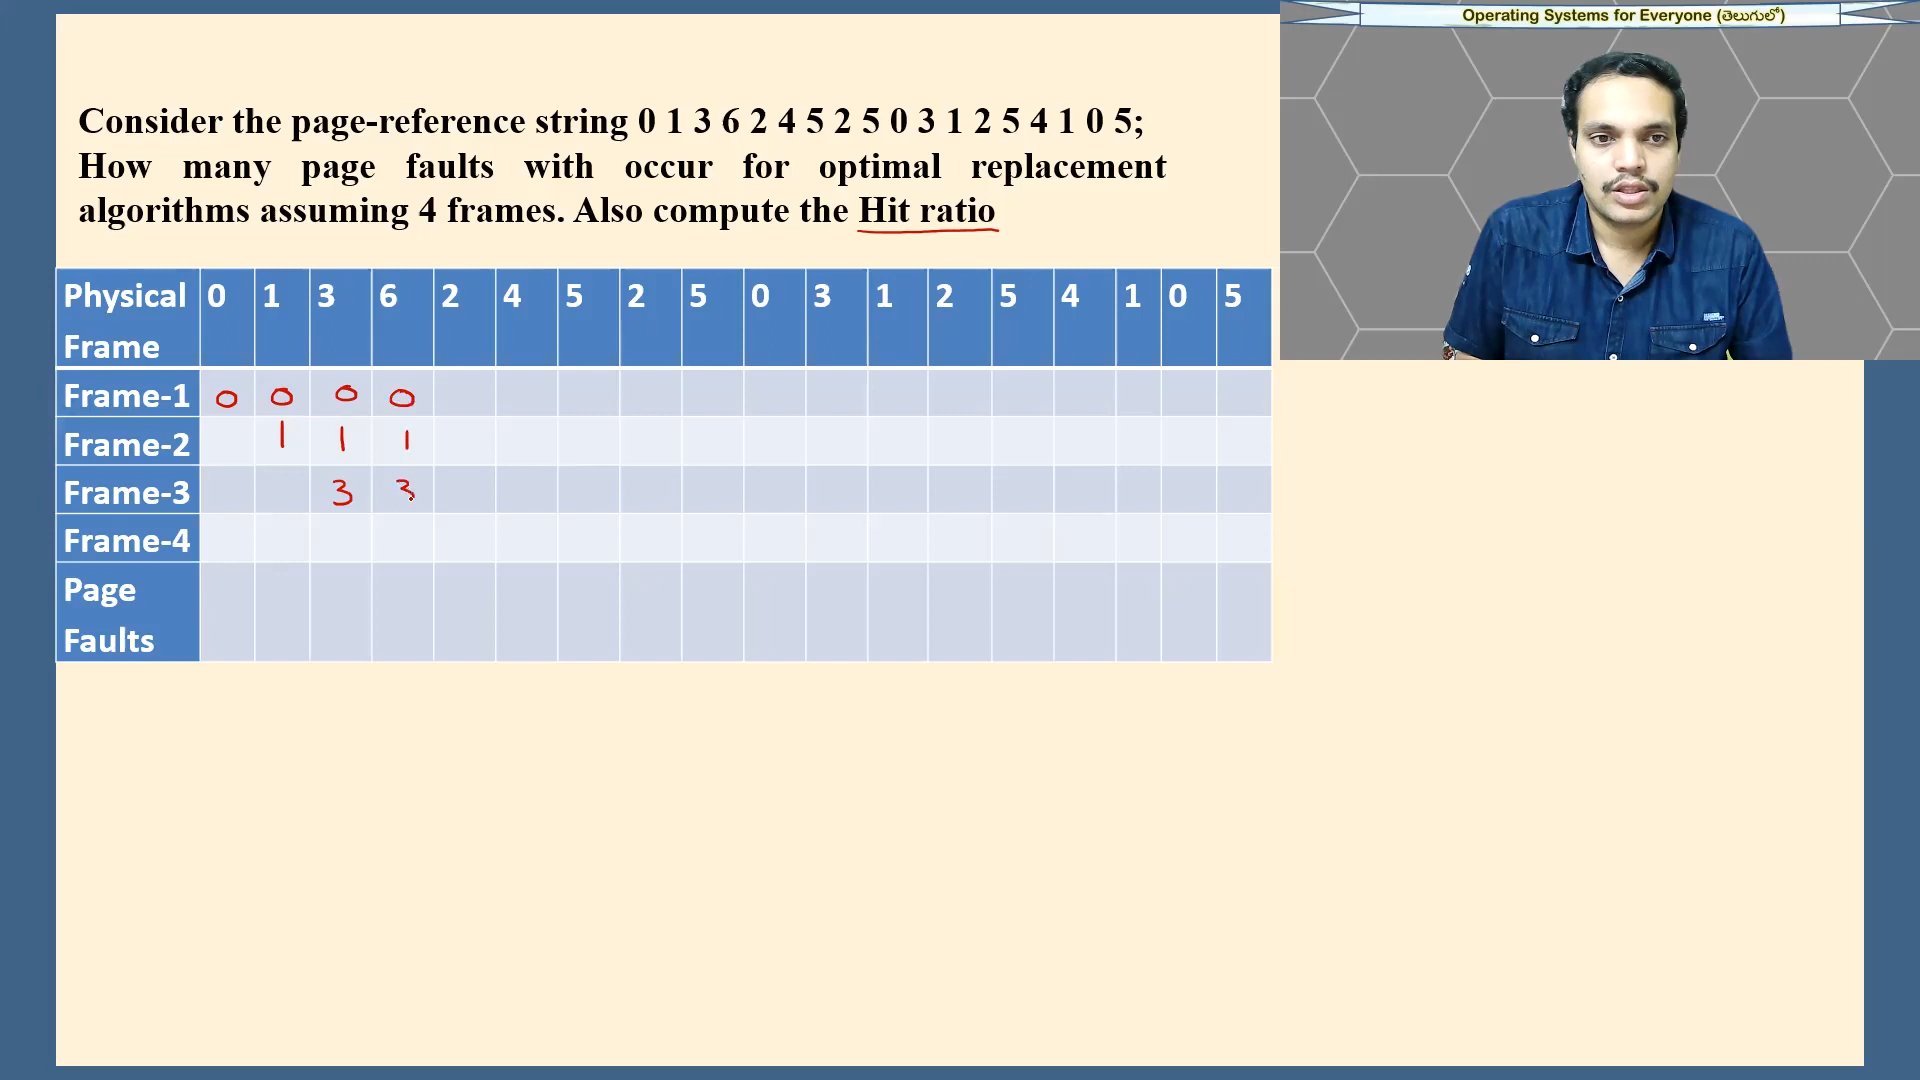 Operating Systems for Everyone (తెలుగులో)
Consider the page-reference string 0 1 3 6 2 4 5 2 5 0 3 1 2 5 4 1 0 5;
How many page faults with occur for optimal replacement
algorithms assuming 4 frames. Also compute the Hit ratio
Physical Frame 0 1 3 6 2 4 5 2 5 0 3 1 2 5 4 1 0 5
Frame-1 0 0 0 0
Frame-2 1 1 1
Frame-3 3 3
Frame-4
Page
Faults